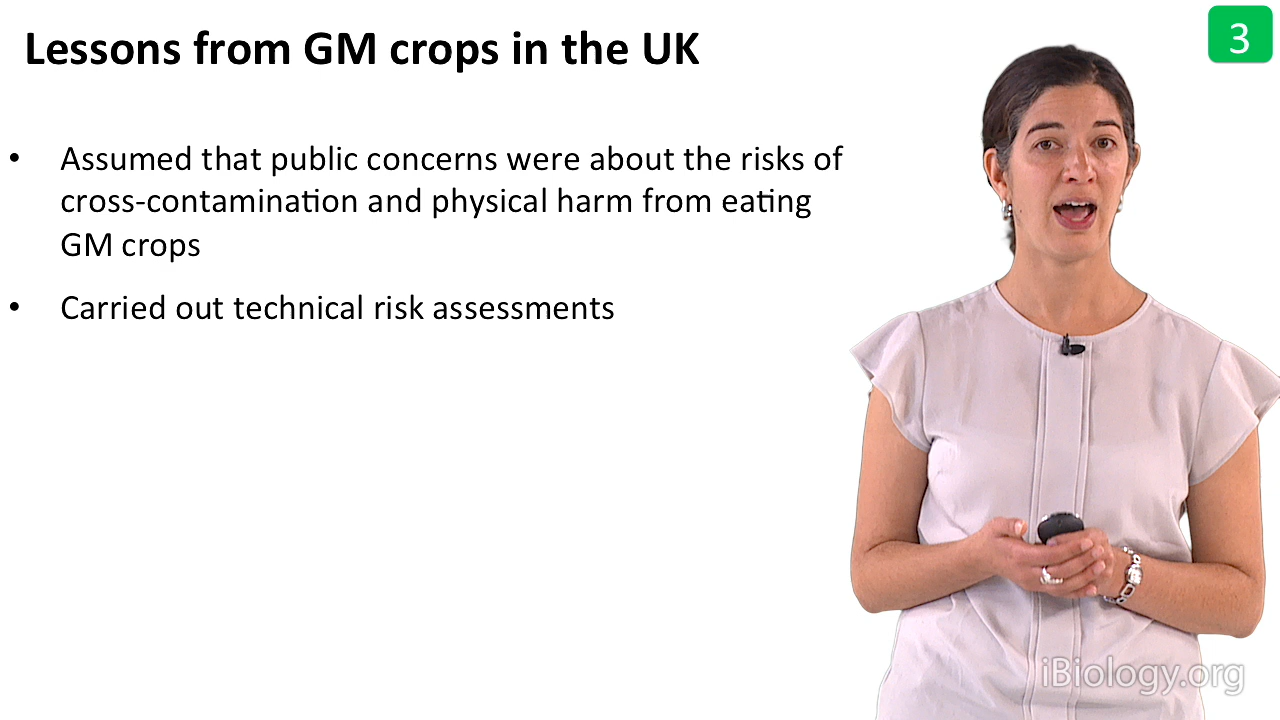 Lessons from GM crops in the UK
3
• Assumed that public concerns were about the risks of
cross-contamination and physical harm from eating
GM crops
• Carried out technical risk assessments
iBiology.org